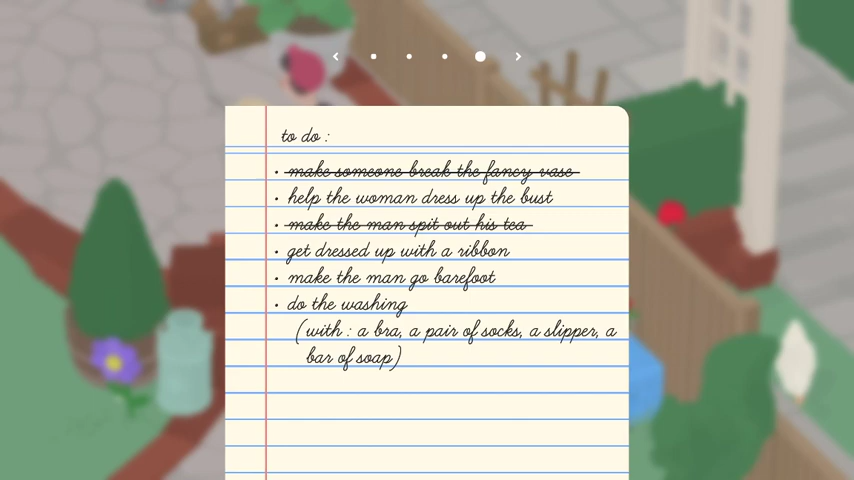 to do :
• make someone break the fancy vase
• help the woman dress up the bust
• make the man spit out his tea
• get dressed up with a ribbon
• make the man go barefoot
• do the washing
(with : a bra, a pair of socks, a slipper, a
bar of soap)